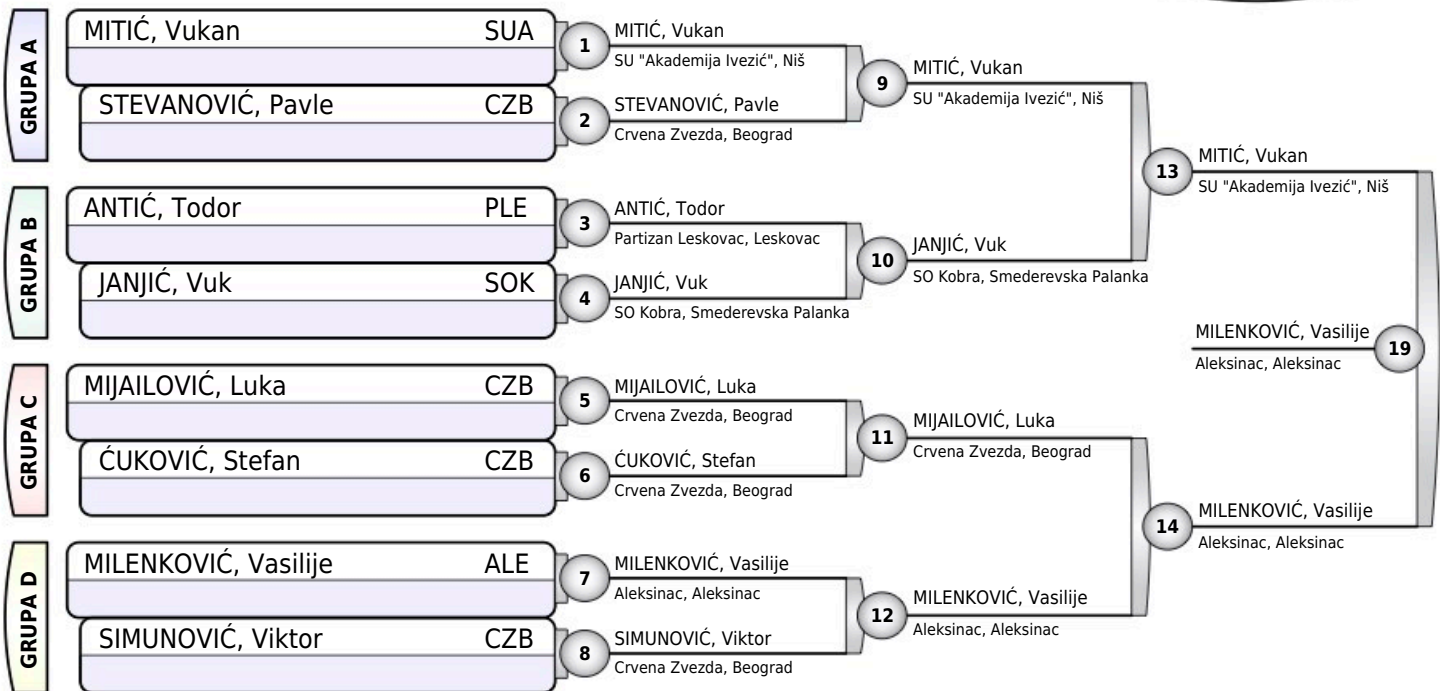 GRUPA A
MITIĆ, Vukan SUA
STEVANOVIĆ, Pavle CZB
GRUPA B
ANTIĆ, Todor PLE
JANJIĆ, Vuk SOK
GRUPA C
MIJAILOVIĆ, Luka CZB
ĆUKOVIĆ, Stefan CZB
GRUPA D
MILENKOVIĆ, Vasilije ALE
SIMUNOVIĆ, Viktor CZB
1 MITIĆ, Vukan
SU "Akademija Ivezić", Niš
2 STEVANOVIĆ, Pavle
Crvena Zvezda, Beograd
3 ANTIĆ, Todor
Partizan Leskovac, Leskovac
4 JANJIĆ, Vuk
SO Kobra, Smederevska Palanka
5 MIJAILOVIĆ, Luka
Crvena Zvezda, Beograd
6 ĆUKOVIĆ, Stefan
Crvena Zvezda, Beograd
7 MILENKOVIĆ, Vasilije
Aleksinac, Aleksinac
8 SIMUNOVIĆ, Viktor
Crvena Zvezda, Beograd
9 MITIĆ, Vukan
SU "Akademija Ivezić", Niš
10 JANJIĆ, Vuk
SO Kobra, Smederevska Palanka
11 MIJAILOVIĆ, Luka
Crvena Zvezda, Beograd
12 MILENKOVIĆ, Vasilije
Aleksinac, Aleksinac
13 MITIĆ, Vukan
SU "Akademija Ivezić", Niš
14 MILENKOVIĆ, Vasilije
Aleksinac, Aleksinac
MILENKOVIĆ, Vasilije 19
Aleksinac, Aleksinac